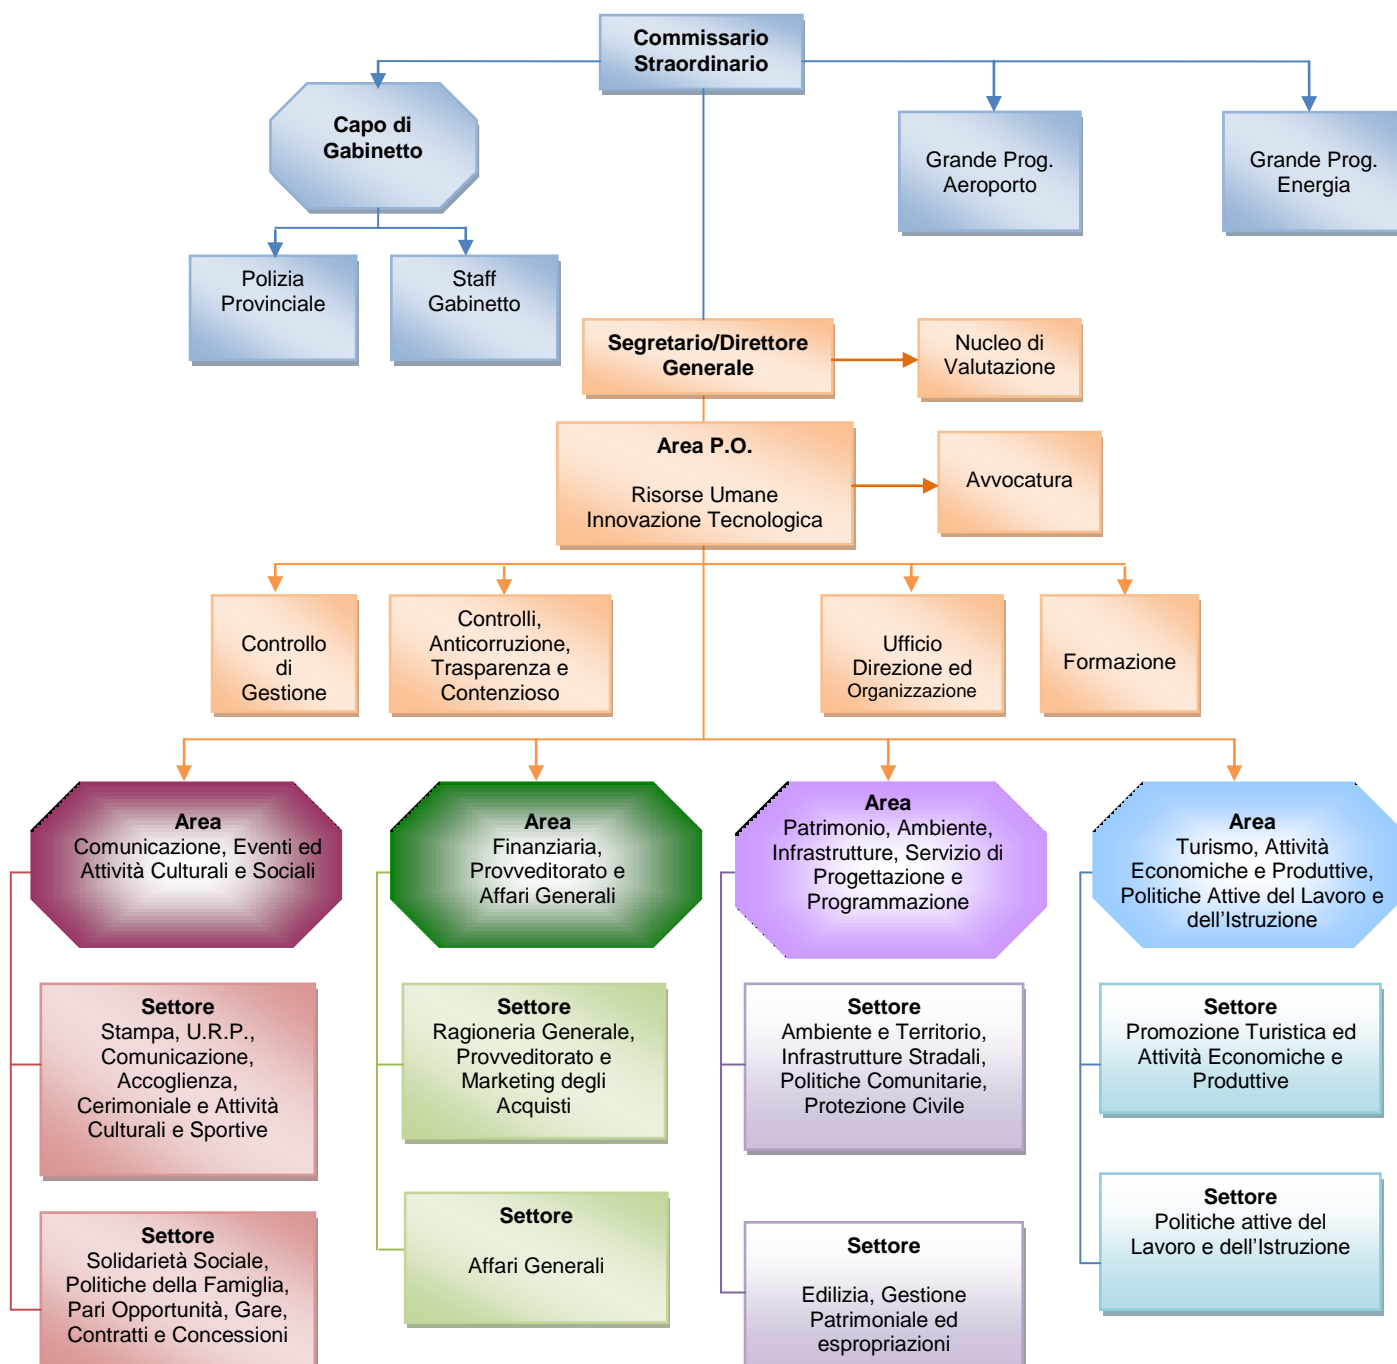 Commissario
Straordinario
Capo di
Gabinetto
Grande Prog.
Aeroporto
Grande Prog.
Energia
Polizia
Provinciale
Staff
Gabinetto
Segretario/Direttore
Generale
Nucleo di
Valutazione
Area P.O.
Risorse Umane
Innovazione Tecnologica
Avvocatura
Controllo
di
Gestione
Controlli,
Anticorruzione,
Trasparenza e
Contenzioso
Ufficio
Direzione ed
Organizzazione
Formazione
Area
Comunicazione, Eventi ed
Attività Culturali e Sociali
Area
Finanziaria,
Provveditorato e
Affari Generali
Area
Patrimonio, Ambiente,
Infrastrutture, Servizio di
Progettazione e
Programmazione
Area
Turismo, Attività
Economiche e Produttive,
Politiche Attive del Lavoro e
dell’Istruzione
Settore
Stampa, U.R.P.,
Comunicazione,
Accoglienza,
Cerimoniale e Attività
Culturali e Sportive
Settore
Ragioneria Generale,
Provveditorato e
Marketing degli
Acquisti
Settore
Ambiente e Territorio,
Infrastrutture Stradali,
Politiche Comunitarie,
Protezione Civile
Settore
Promozione Turistica ed
Attività Economiche e
Produttive
Settore
Solidarietà Sociale,
Politiche della Famiglia,
Pari Opportunità, Gare,
Contratti e Concessioni
Settore
Affari Generali
Settore
Edilizia, Gestione
Patrimoniale ed
espropriazioni
Settore
Politiche attive del
Lavoro e dell’Istruzione